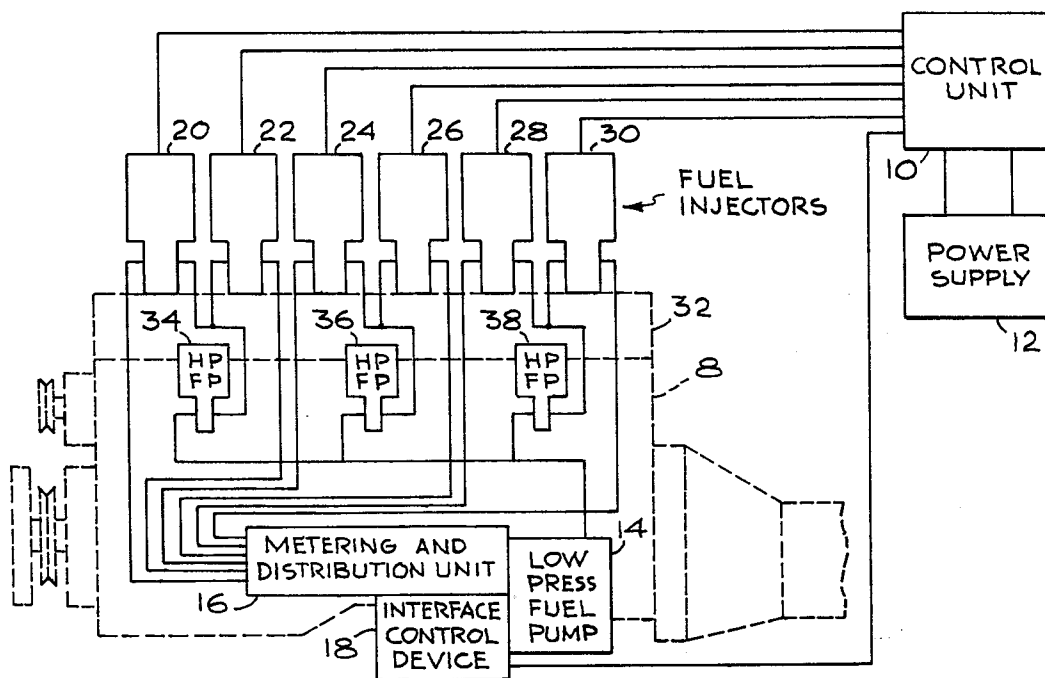 CONTROL
UNIT
10
20
22
24
26
28
30
FUEL
INJECTORS
POWER
SUPPLY
12
32
8
34
HP
FP
36
HP
FP
38
HP
FP
METERING AND
DISTRIBUTION UNIT
16
14
LOW
PRESS
FUEL
PUMP
INTERFACE
CONTROL
DEVICE
18